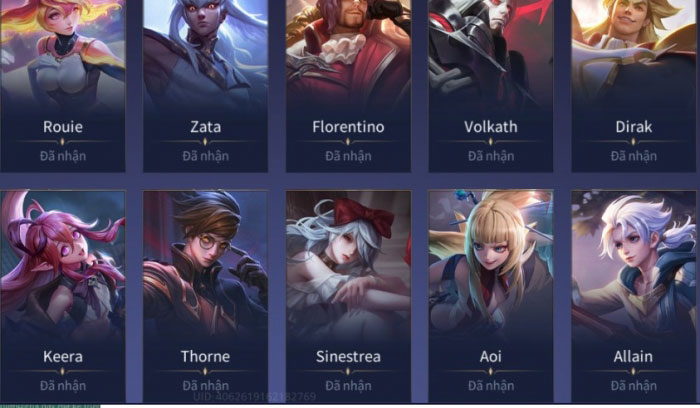 Rouie
Zata
Florentino
Volkath
Dirak
Đã nhận
Đã nhận
Đã nhận
Đã nhận
Đã nhận
Keera
Thorne
Sinestrea
Aoi
Allain
Đã nhận
Đã nhận
Đã nhận
Đã nhận
Đã nhận
UID: 4062619162182769